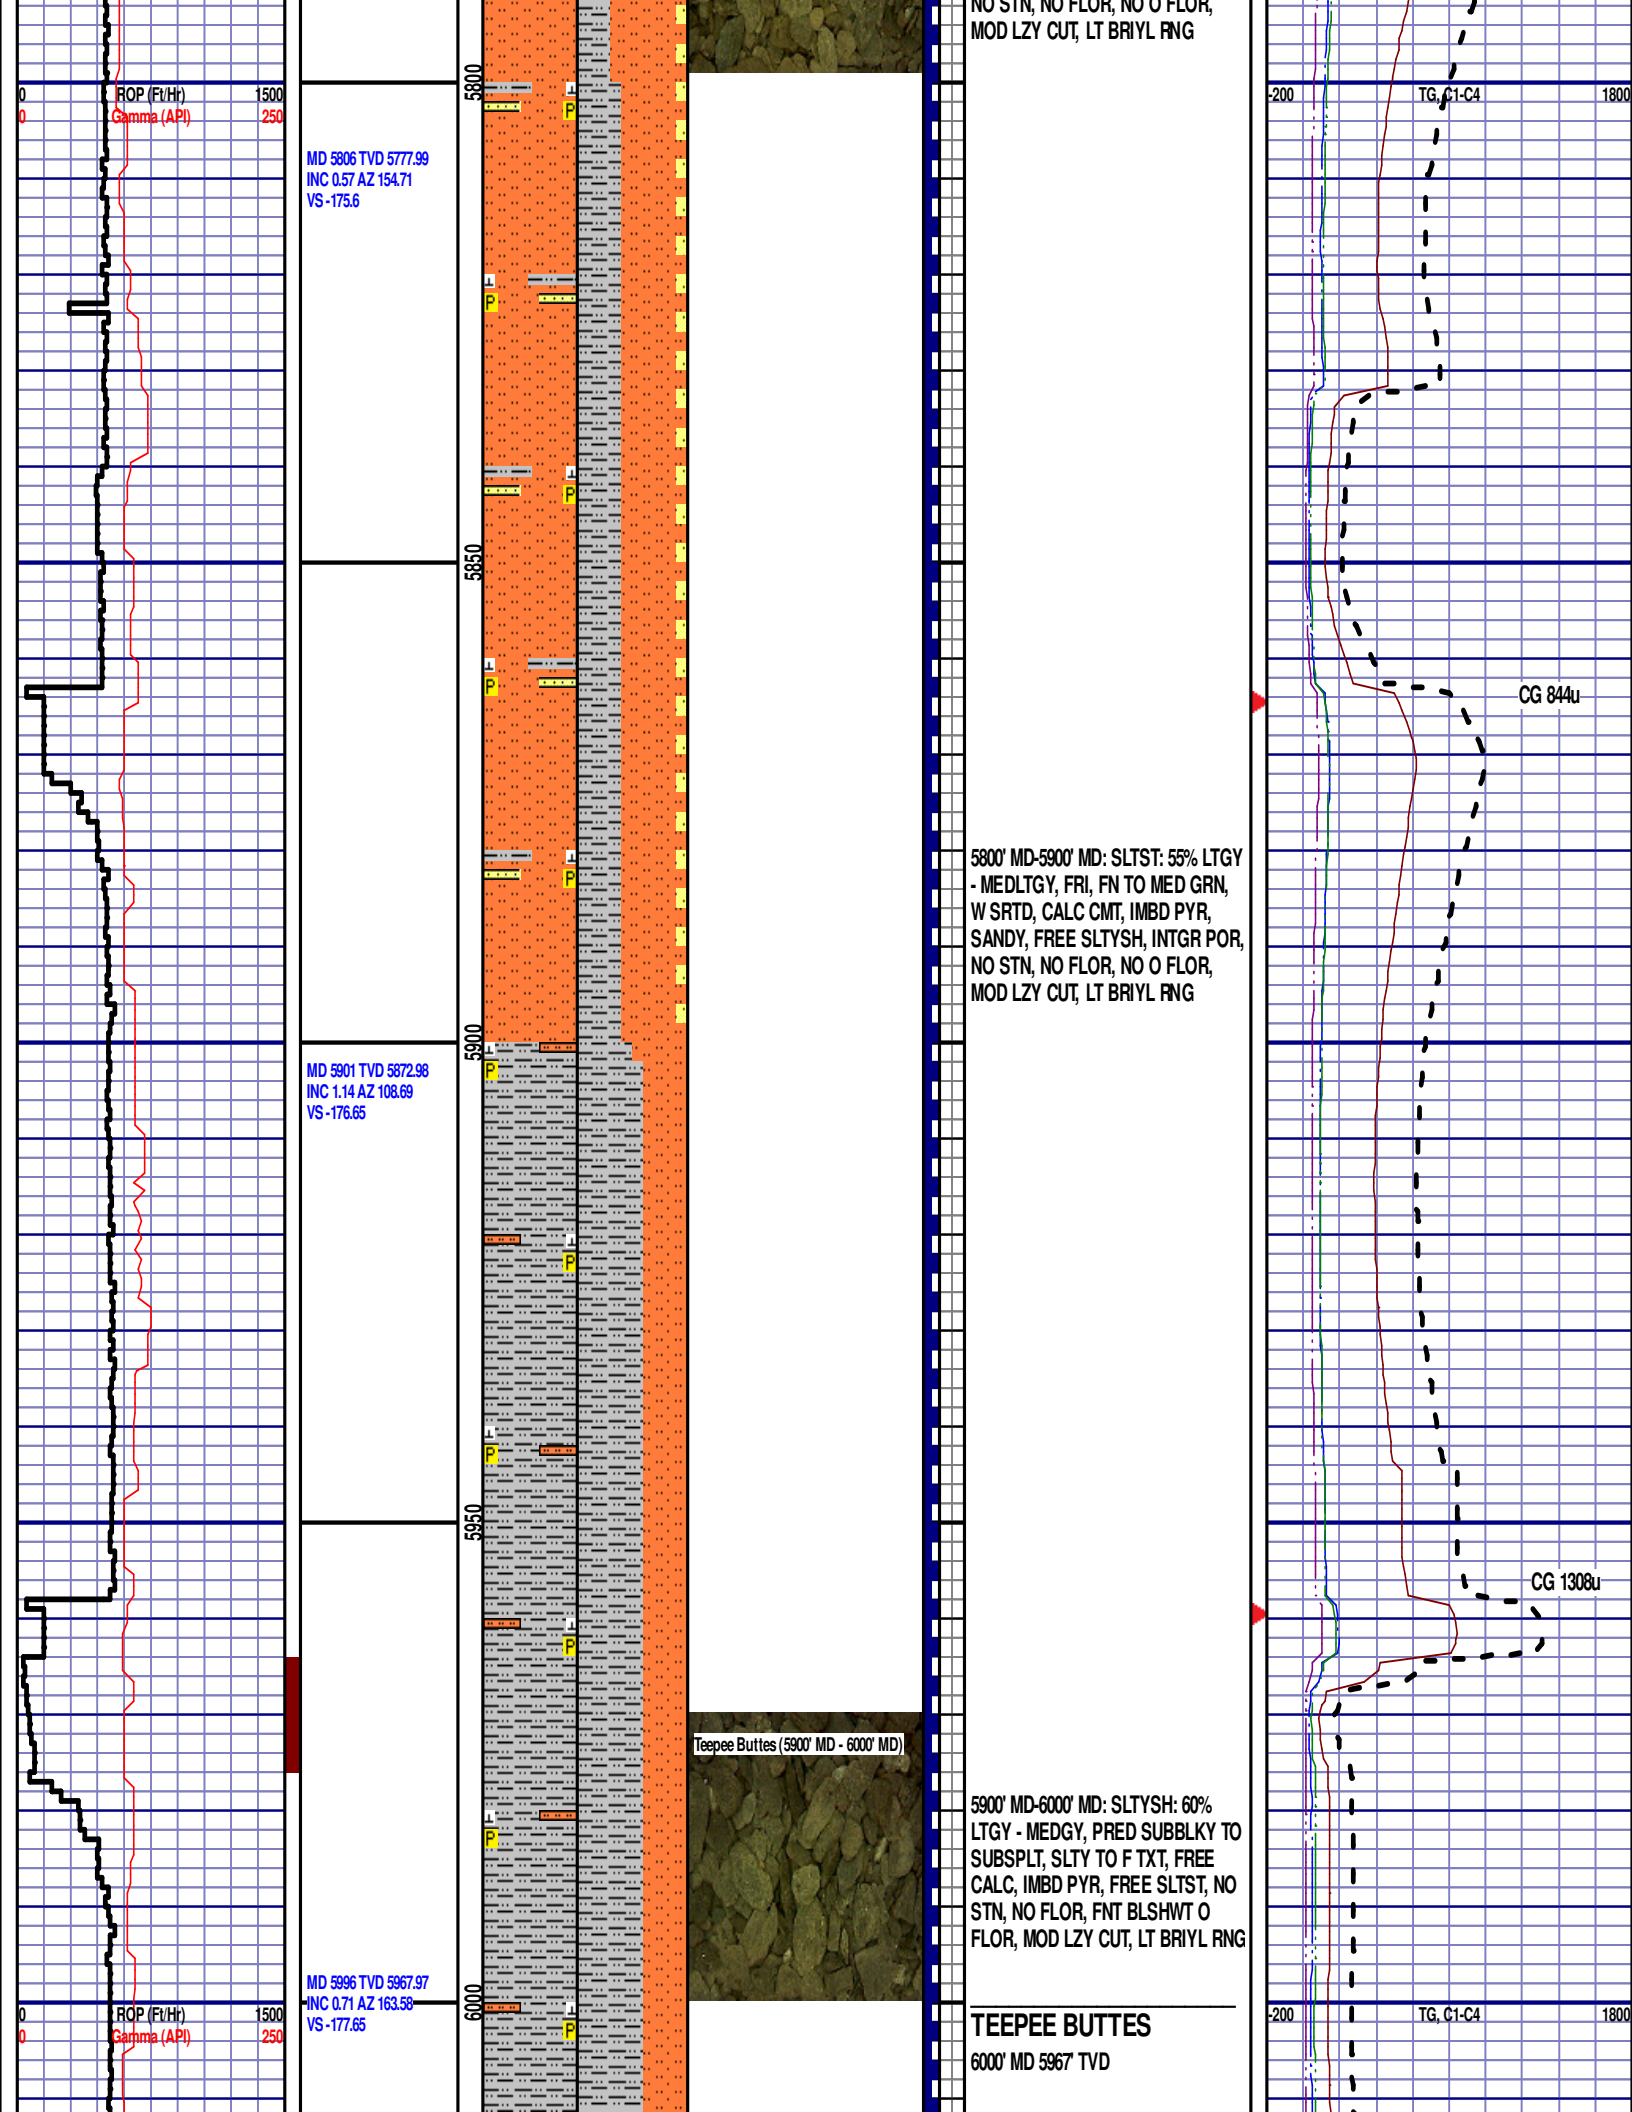 NO STN, NO FLOR, NO O FLOR,
MOD LZY CUT, LT BRIYL RNG
5800
0 ROP (Ft/Hr) 1500
0 Gamma (API) 250
-200 TG, C1-C4 1800
P
MD 5806 TVD 5777.99
INC 0.57 AZ 154.71
VS -175.6
P
P
5850
P
CG 844u
5800' MD-5900' MD: SLTST: 55% LTGY
- MEDLTGY, FRI, FN TO MED GRN,
W SRTD, CALC CMT, IMBD PYR,
SANDY, FREE SLTYSH, INTGR POR,
NO STN, NO FLOR, NO O FLOR,
MOD LZY CUT, LT BRIYL RNG
P
5900
P
MD 5901 TVD 5872.98
INC 1.14 AZ 108.69
VS -176.65
P
P
5950
CG 1308u
P
Teepee Buttes (5900' MD - 6000' MD)
P
5900' MD-6000' MD: SLTYSH: 60%
LTGY - MEDGY, PRED SUBBLKY TO
SUBSPLT, SLTY TO F TXT, FREE
CALC, IMBD PYR, FREE SLTST, NO
STN, NO FLOR, FNT BLSHWT O
FLOR, MOD LZY CUT, LT BRIYL RNG
MD 5996 TVD 5967.97
INC 0.71 AZ 163.58
VS -177.65
6000
0 ROP (Ft/Hr) 1500
0 Gamma (API) 250
P
TEEPEE BUTTES
6000' MD 5967' TVD
-200 TG, C1-C4 1800